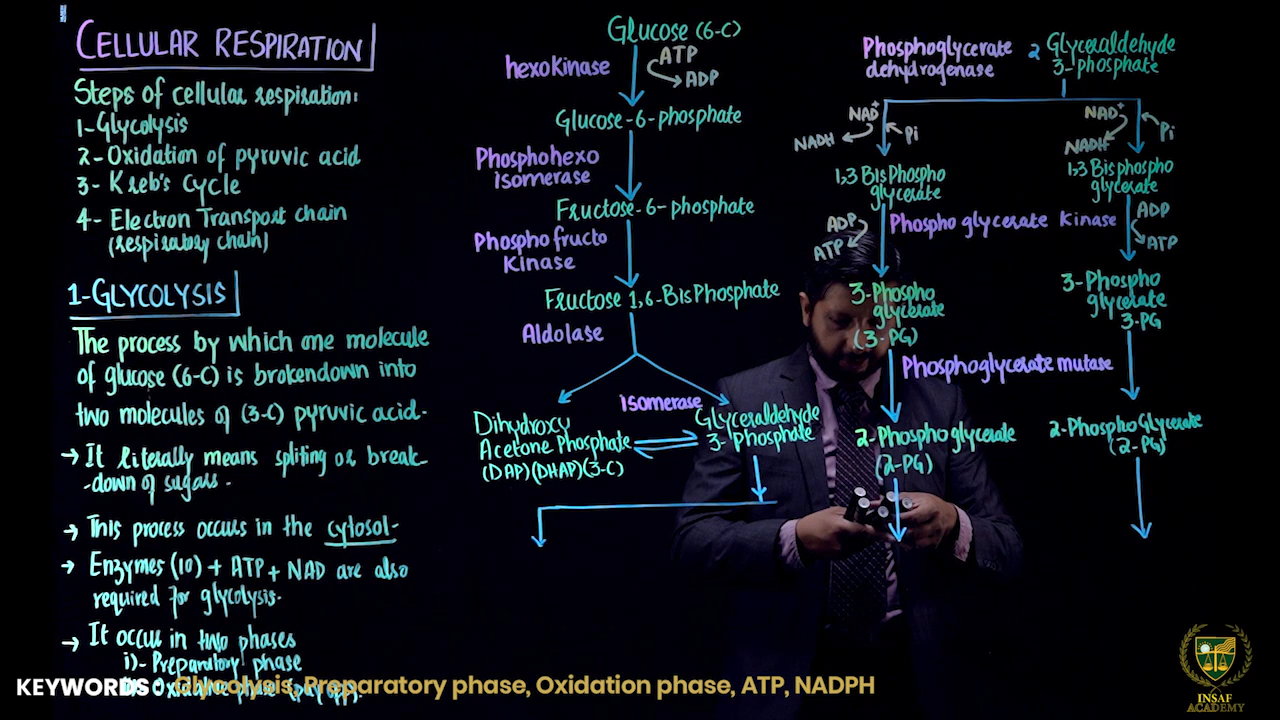 CELLULAR RESPIRATION
Steps of cellular respiration:
1-Glycolysis
2-Oxidation of pyruvic acid
3- Kreb's Cycle
4- Electron Transport chain
(respiratory chain)
1-GLYCOLYSIS
The process by which one molecule
of glucose (6-C) is brokendown into
two molecules of (3-C) pyruvic acid-
→ It literally means spliting or break
-down of sugars -
→ This process occurs in the cytosol-
→ Enzymes (10) + ATP + NAD are also
required for glycolysis-
→ It occur in two phases
i)- Preparatory phase
Glucose (6-C)
ATP
hexoKinase
ADP
Glucose-6-phosphate
Phosphohexo
isomerase
Fructose-6-phosphate
Phospho fructo
Kinase
Fructose 1,6-BisPhosphate
Aldolase
isomerase
Dihydroxy
Acetone Phosphate
(DAP)(DHAP)(3-C)
Glyceraldehyde
3-Phosphate
Phosphoglycerate
dehydrogenase
2 Glyceraldehyde
3-phosphate
NAD+
NADH
Pi
NAD+
NADH
Pi
1,3 BisPhospho
glycerate
1,3 Bisphospho
glycerate
ADP
ATP
Phospho glycerate Kinase
ADP
ATP
3-Phospho
glycerate
(3-PG)
3-Phospho
glycerate
3-PG
Phosphoglycerate mutase
2-Phospho glycerate
(2-PG)
2-PhosphoGlycerate
(2-PG)
KEYWORDS : Glycolysis, Preparatory phase, Oxidation phase, ATP, NADPH
INSAF
ACADEMY